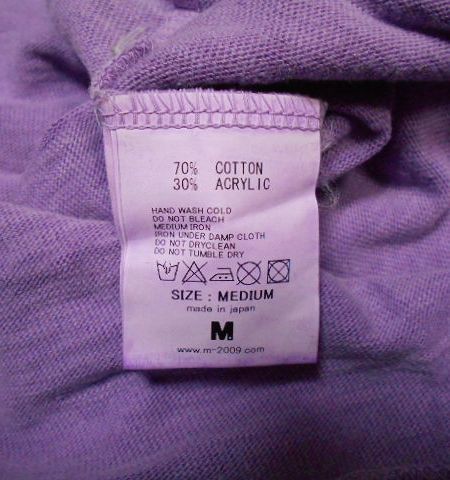 70% COTTON
30% ACRYLIC
HAND WASH COLD
DO NOT BLEACH
MEDIUM IRON
IRON UNDER DAMP CLOTH
DO NOT DRYCLEAN
DO NOT TUMBLE DRY
SIZE : MEDIUM
made in japan
M
www.m-2009.com